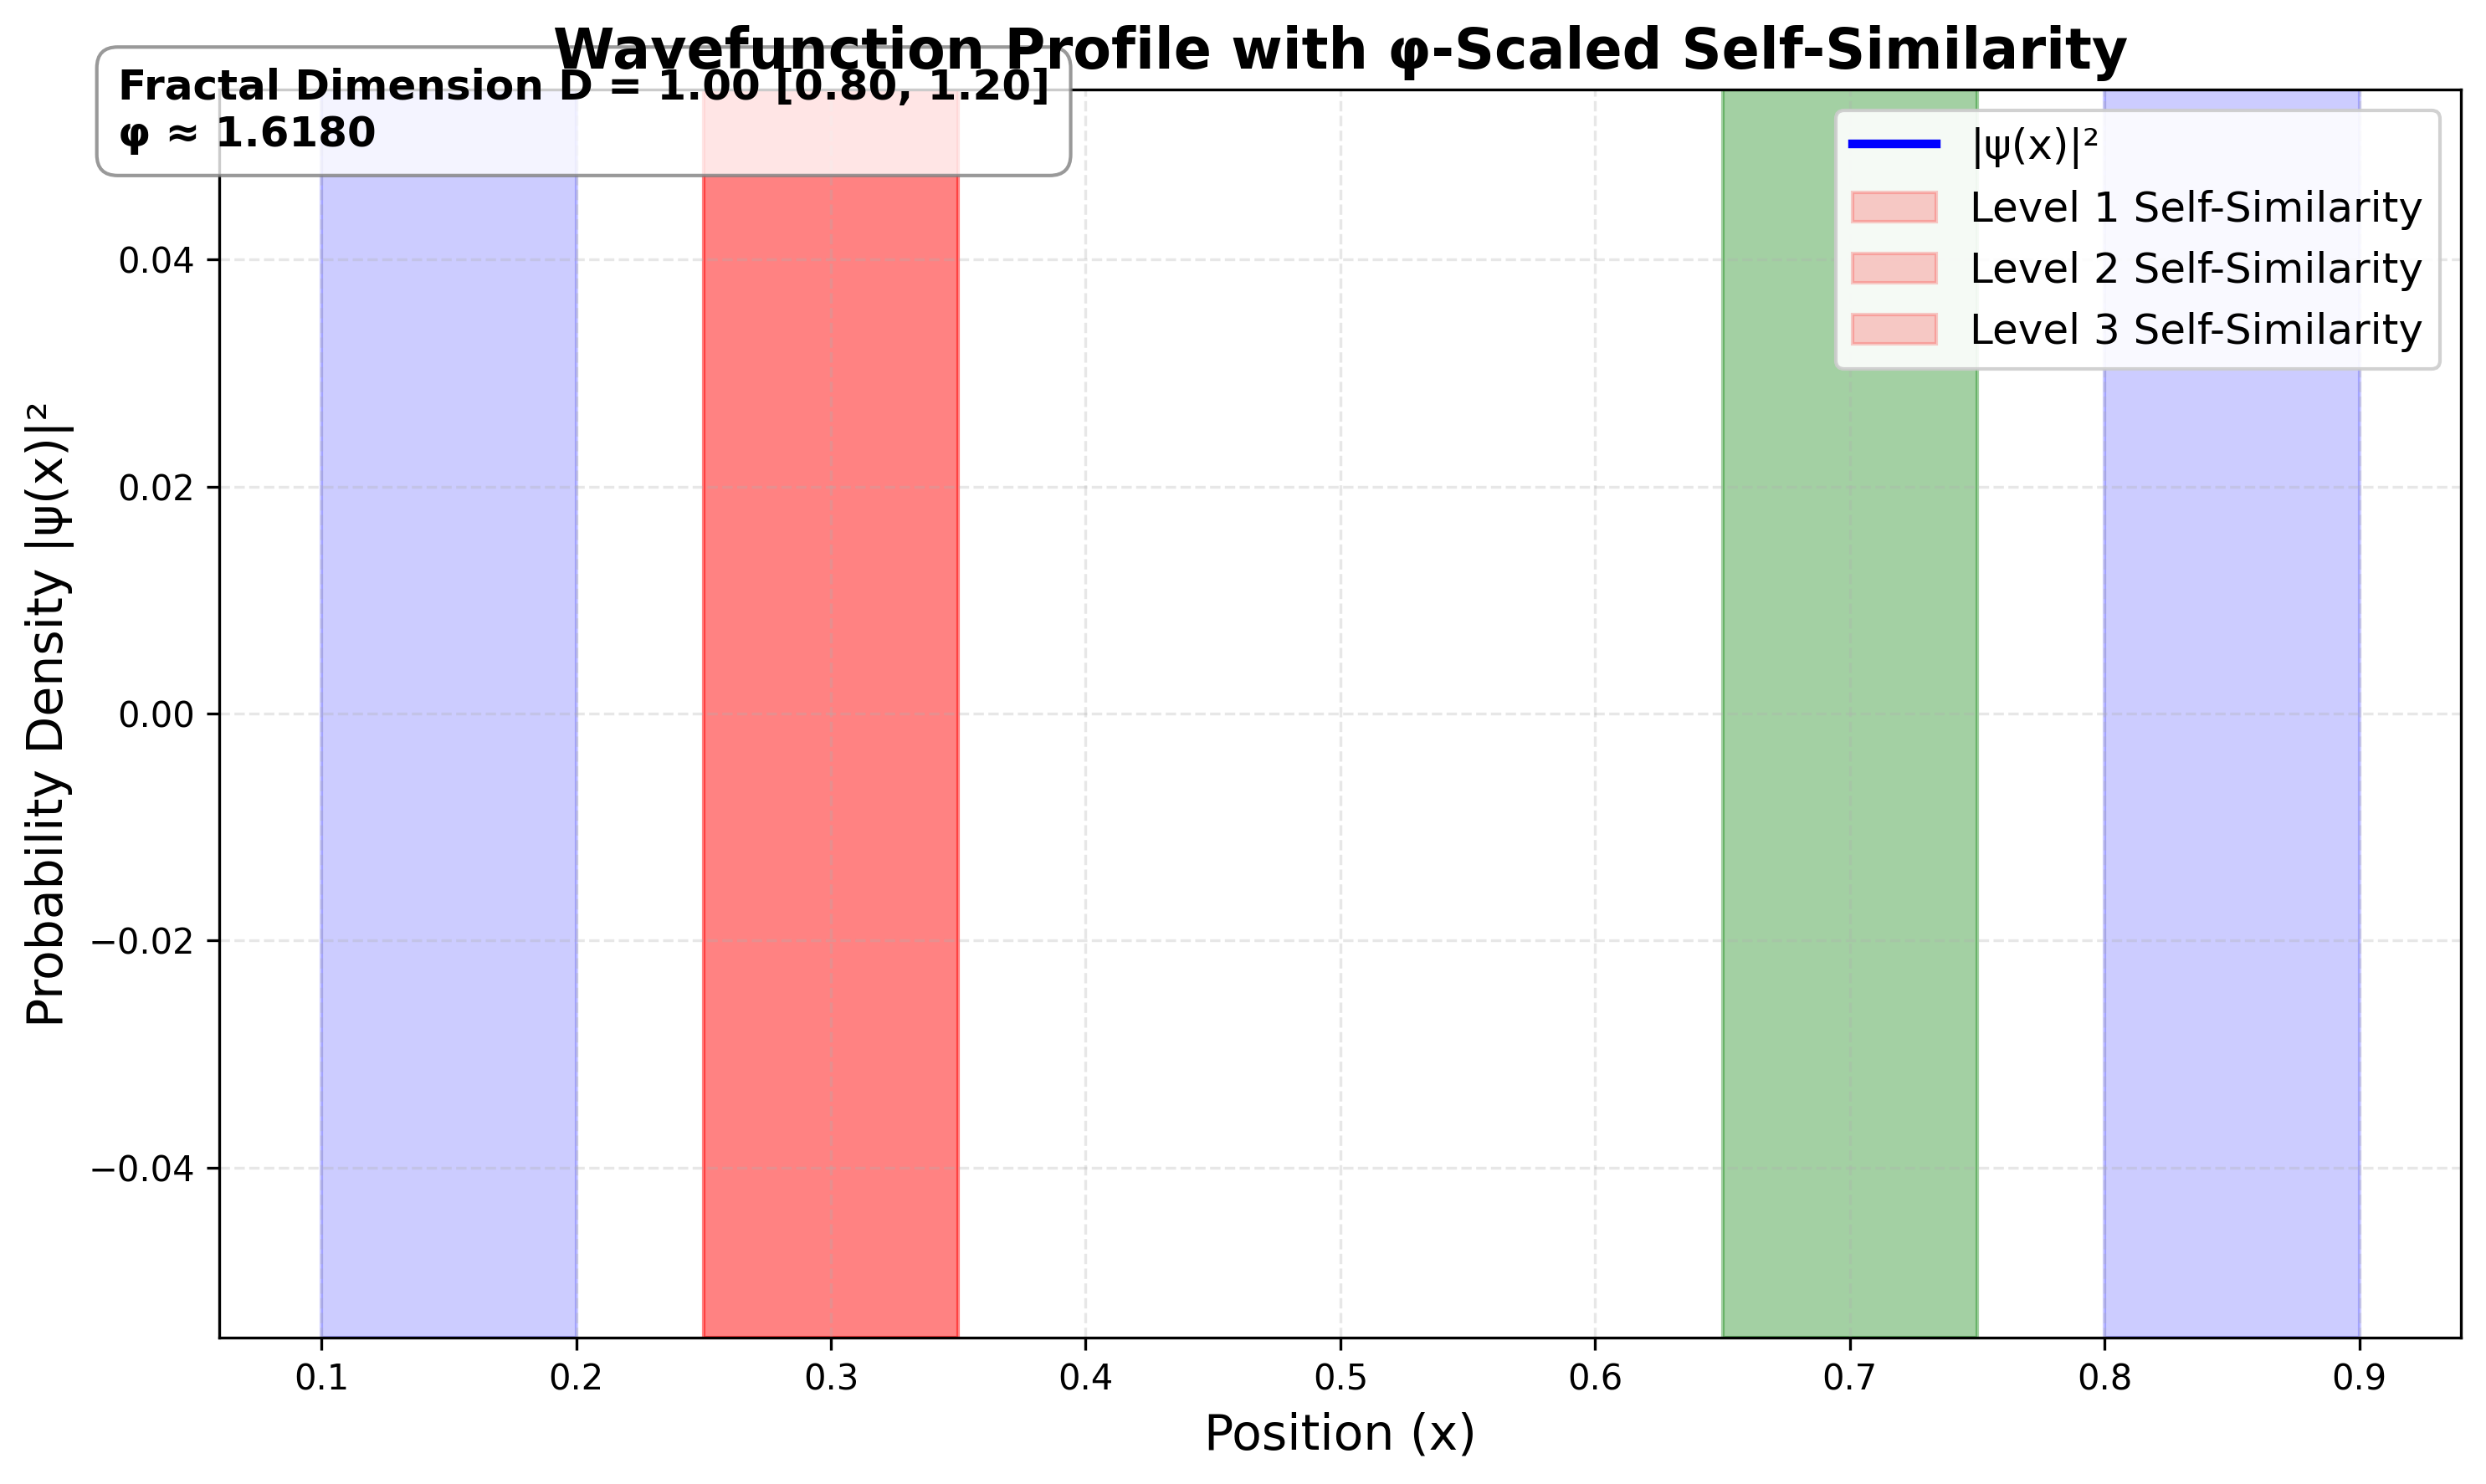 Wavefunction Profile with φ-Scaled Self-Similarity
Fractal Dimension D = 1.00 [0.80, 1.20]
φ ≈ 1.6180
|ψ(x)|²
Level 1 Self-Similarity
Level 2 Self-Similarity
Level 3 Self-Similarity
Probability Density |ψ(x)|²
0.04
0.02
0.00
−0.02
−0.04
0.1 0.2 0.3 0.4 0.5 0.6 0.7 0.8 0.9
Position (x)